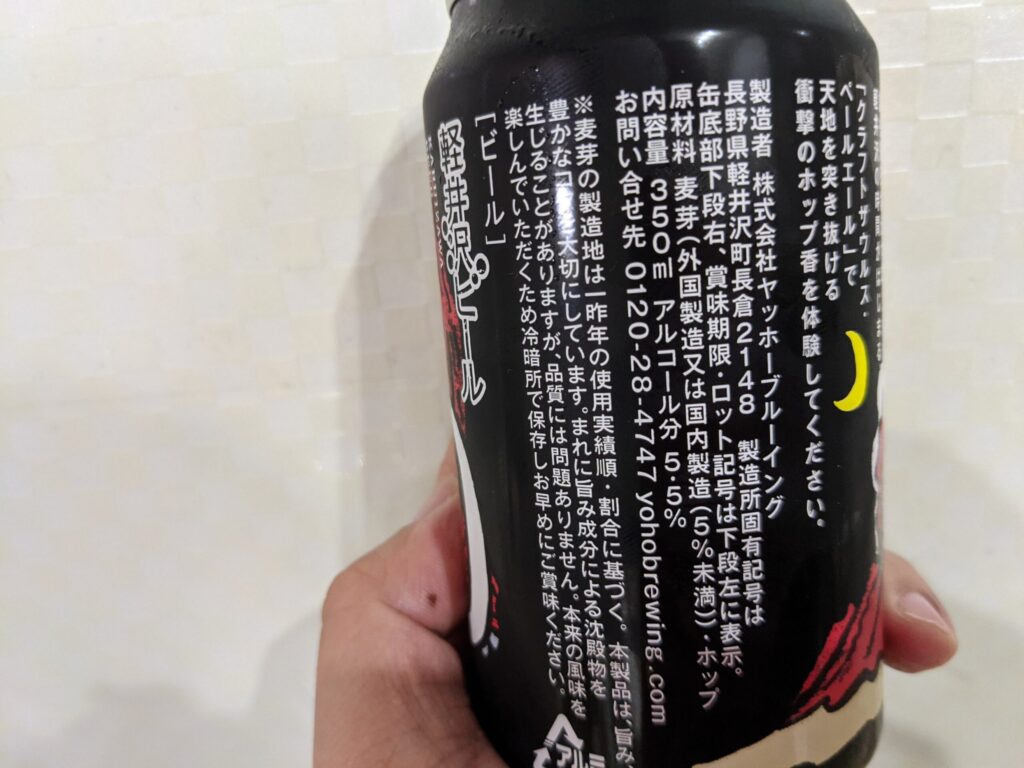 「クラフトザウルス
ペールエール」で
天地を突き抜ける
衝撃のホップ香を体験してください。
製造者 株式会社ヤッホーブルーイング
長野県軽井沢町長倉2148 製造所固有記号は
缶底部下段右、賞味期限・ロット記号は下段左に表示。
原材料 麦芽(外国製造又は国内製造(5%未満))・ホップ
内容量 350ml アルコール分 5.5%
お問い合せ先 0120-28-4747 yohobrewing.com
※麦芽の製造地は一昨年の使用実績順・割合に基づく。本製品は、旨み、
豊かなコ 大切にしています。まれに旨み成分による沈殿物を
生じることがありますが、品質には問題ありません。本来の風味を
楽しんでいただくため冷暗所で保存しお早めにご賞味ください。
[ビール]
軽井沢ビール
アルミ